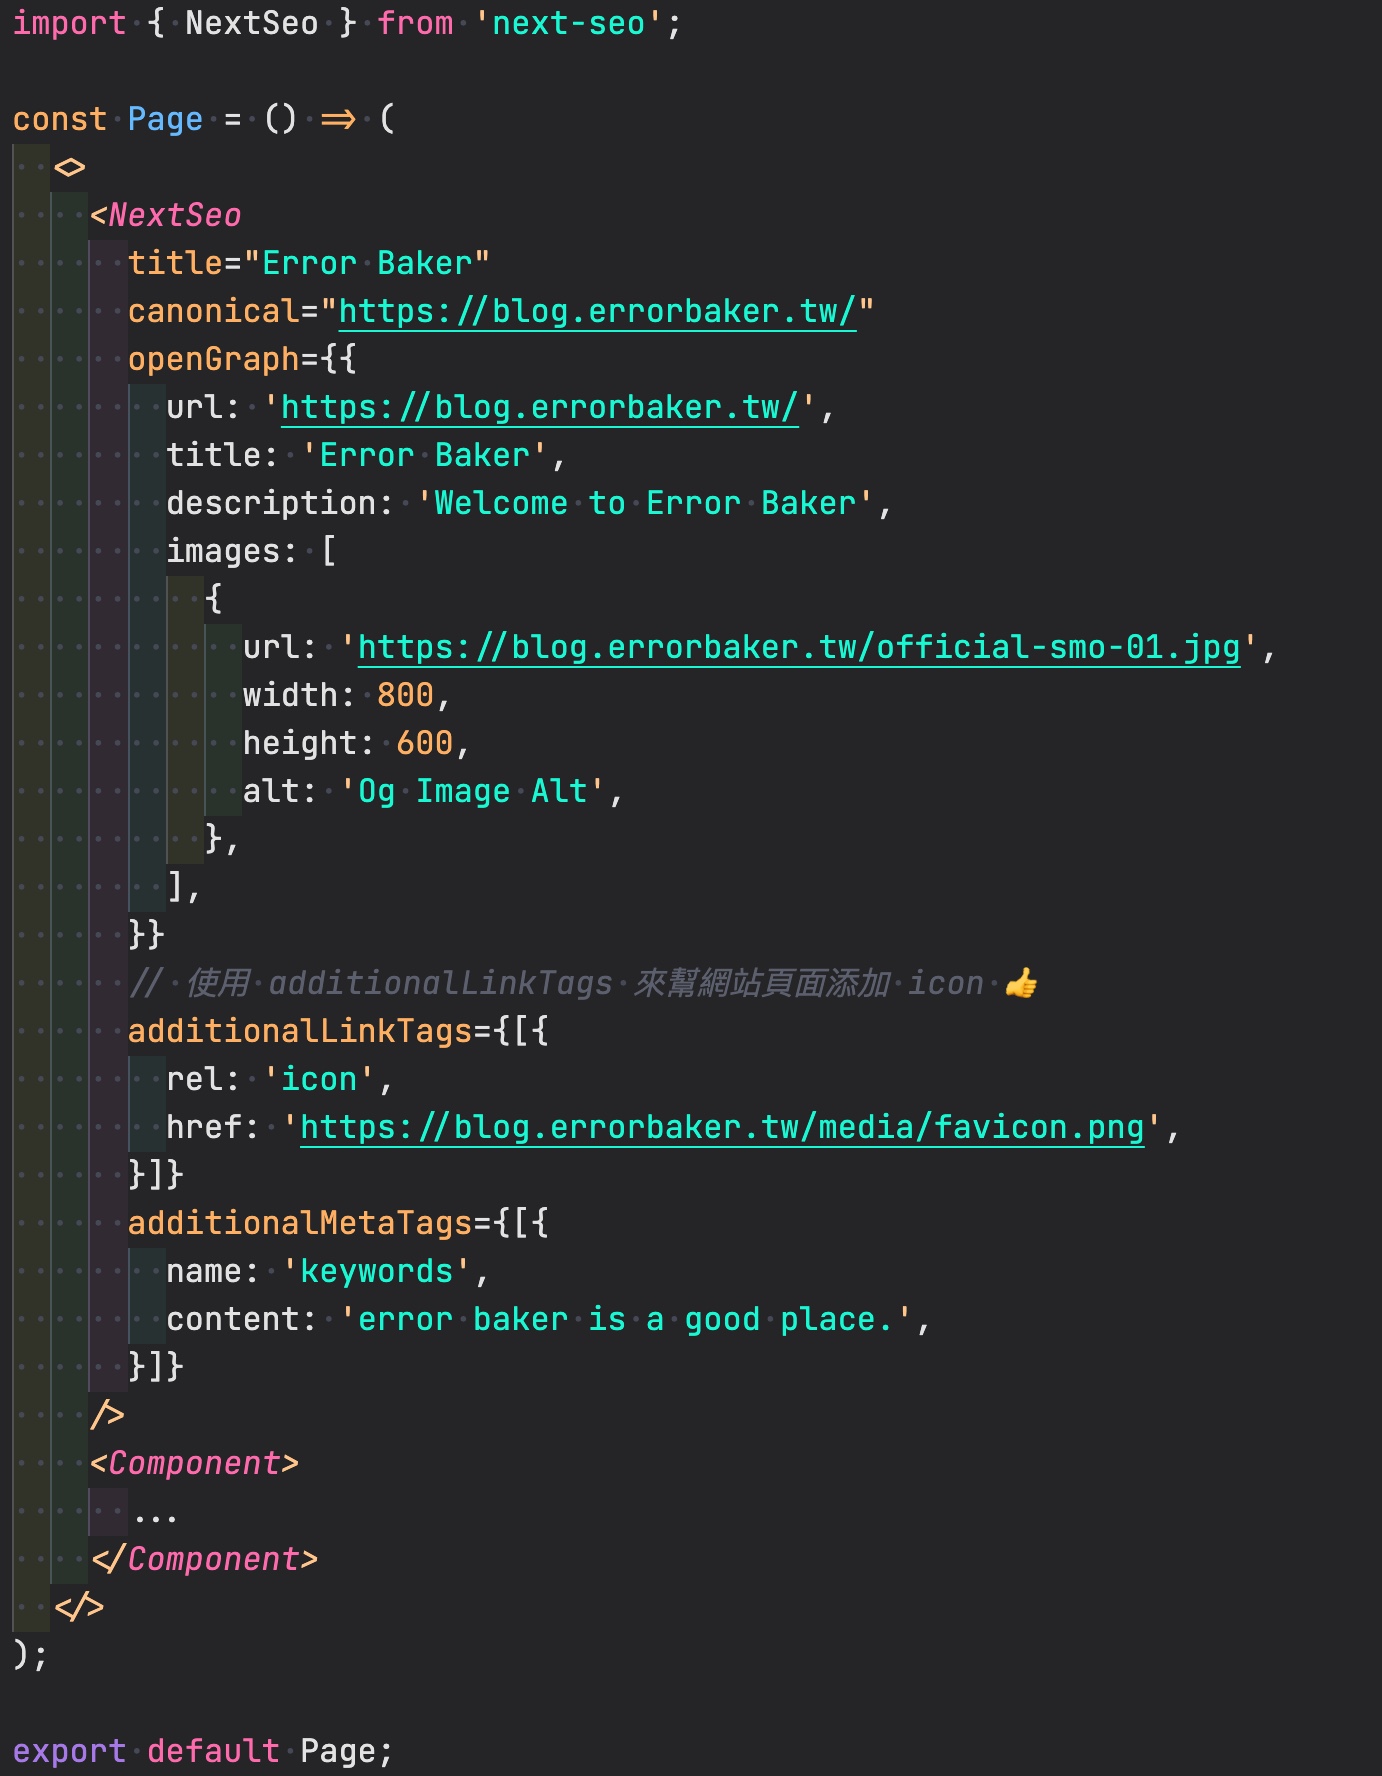 import { NextSeo } from 'next-seo';

const Page = () => (
  <>
    <NextSeo
      title="Error Baker"
      canonical="https://blog.errorbaker.tw/"
      openGraph={{
        url: 'https://blog.errorbaker.tw/',
        title: 'Error Baker',
        description: 'Welcome to Error Baker',
        images: [
          {
            url: 'https://blog.errorbaker.tw/official-smo-01.jpg',
            width: 800,
            height: 600,
            alt: 'Og Image Alt',
          },
        ],
      }}
      // 使用 additionalLinkTags 來幫網站頁面添加 icon 👍
      additionalLinkTags={[{
        rel: 'icon',
        href: 'https://blog.errorbaker.tw/media/favicon.png',
      }]}
      additionalMetaTags={[{
        name: 'keywords',
        content: 'error baker is a good place.',
      }]}
    />
    <Component>
      ...
    </Component>
  </>
);

export default Page;